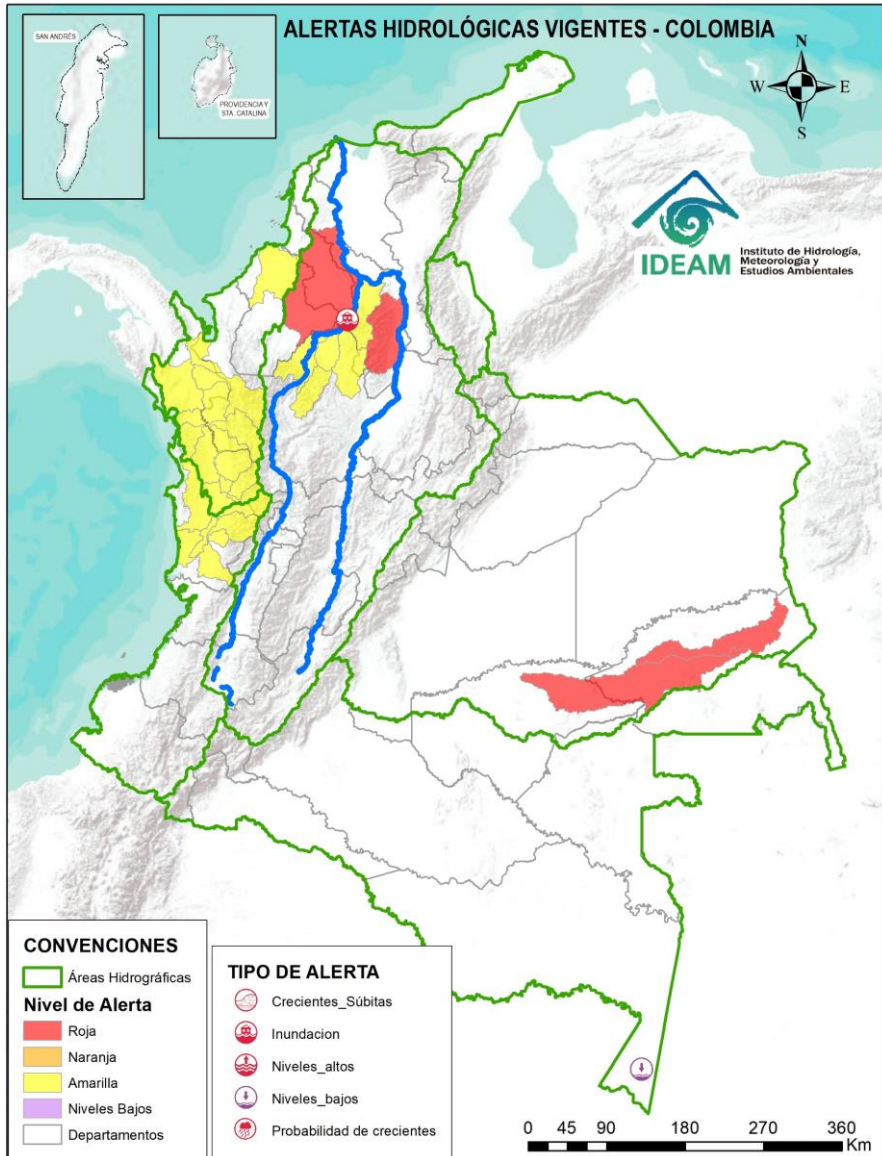 ALERTAS HIDROLÓGICAS VIGENTES - COLOMBIA
SAN ANDRÉS
PROVIDENCIA Y
STA. CATALINA
N
W
E
S
IDEAM
Instituto de Hidrología,
Meteorología y
Estudios Ambientales
CONVENCIONES
Áreas Hidrográficas
Nivel de Alerta
Roja
Naranja
Amarilla
Niveles Bajos
Departamentos
TIPO DE ALERTA
Crecientes_Súbitas
Inundacion
Niveles_altos
Niveles_bajos
Probabilidad de crecientes
0 45 90 180 270 360
Km